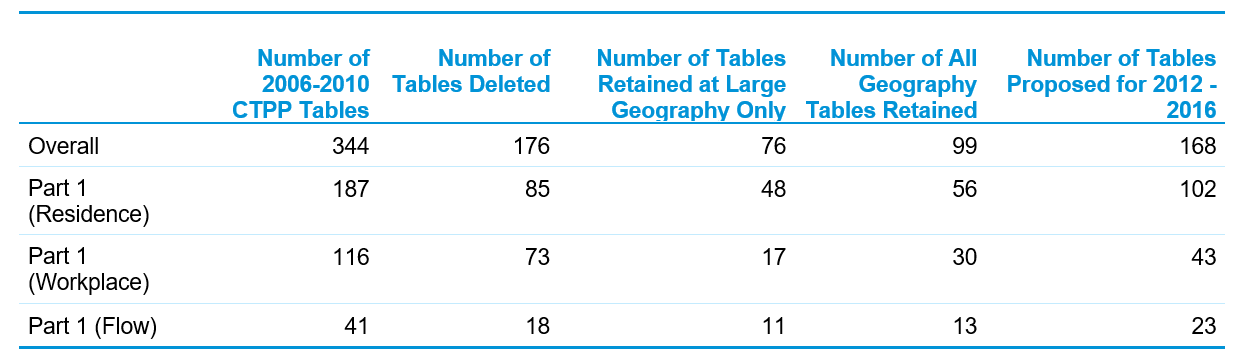 Number of 2006-2010 CTPP Tables Number of Tables Deleted Number of Tables Retained at Large Geography Only Number of All Geography Tables Retained Number of Tables Proposed for 2012 - 2016
Overall 344 176 76 99 168
Part 1 (Residence) 187 85 48 56 102
Part 1 (Workplace) 116 73 17 30 43
Part 1 (Flow) 41 18 11 13 23